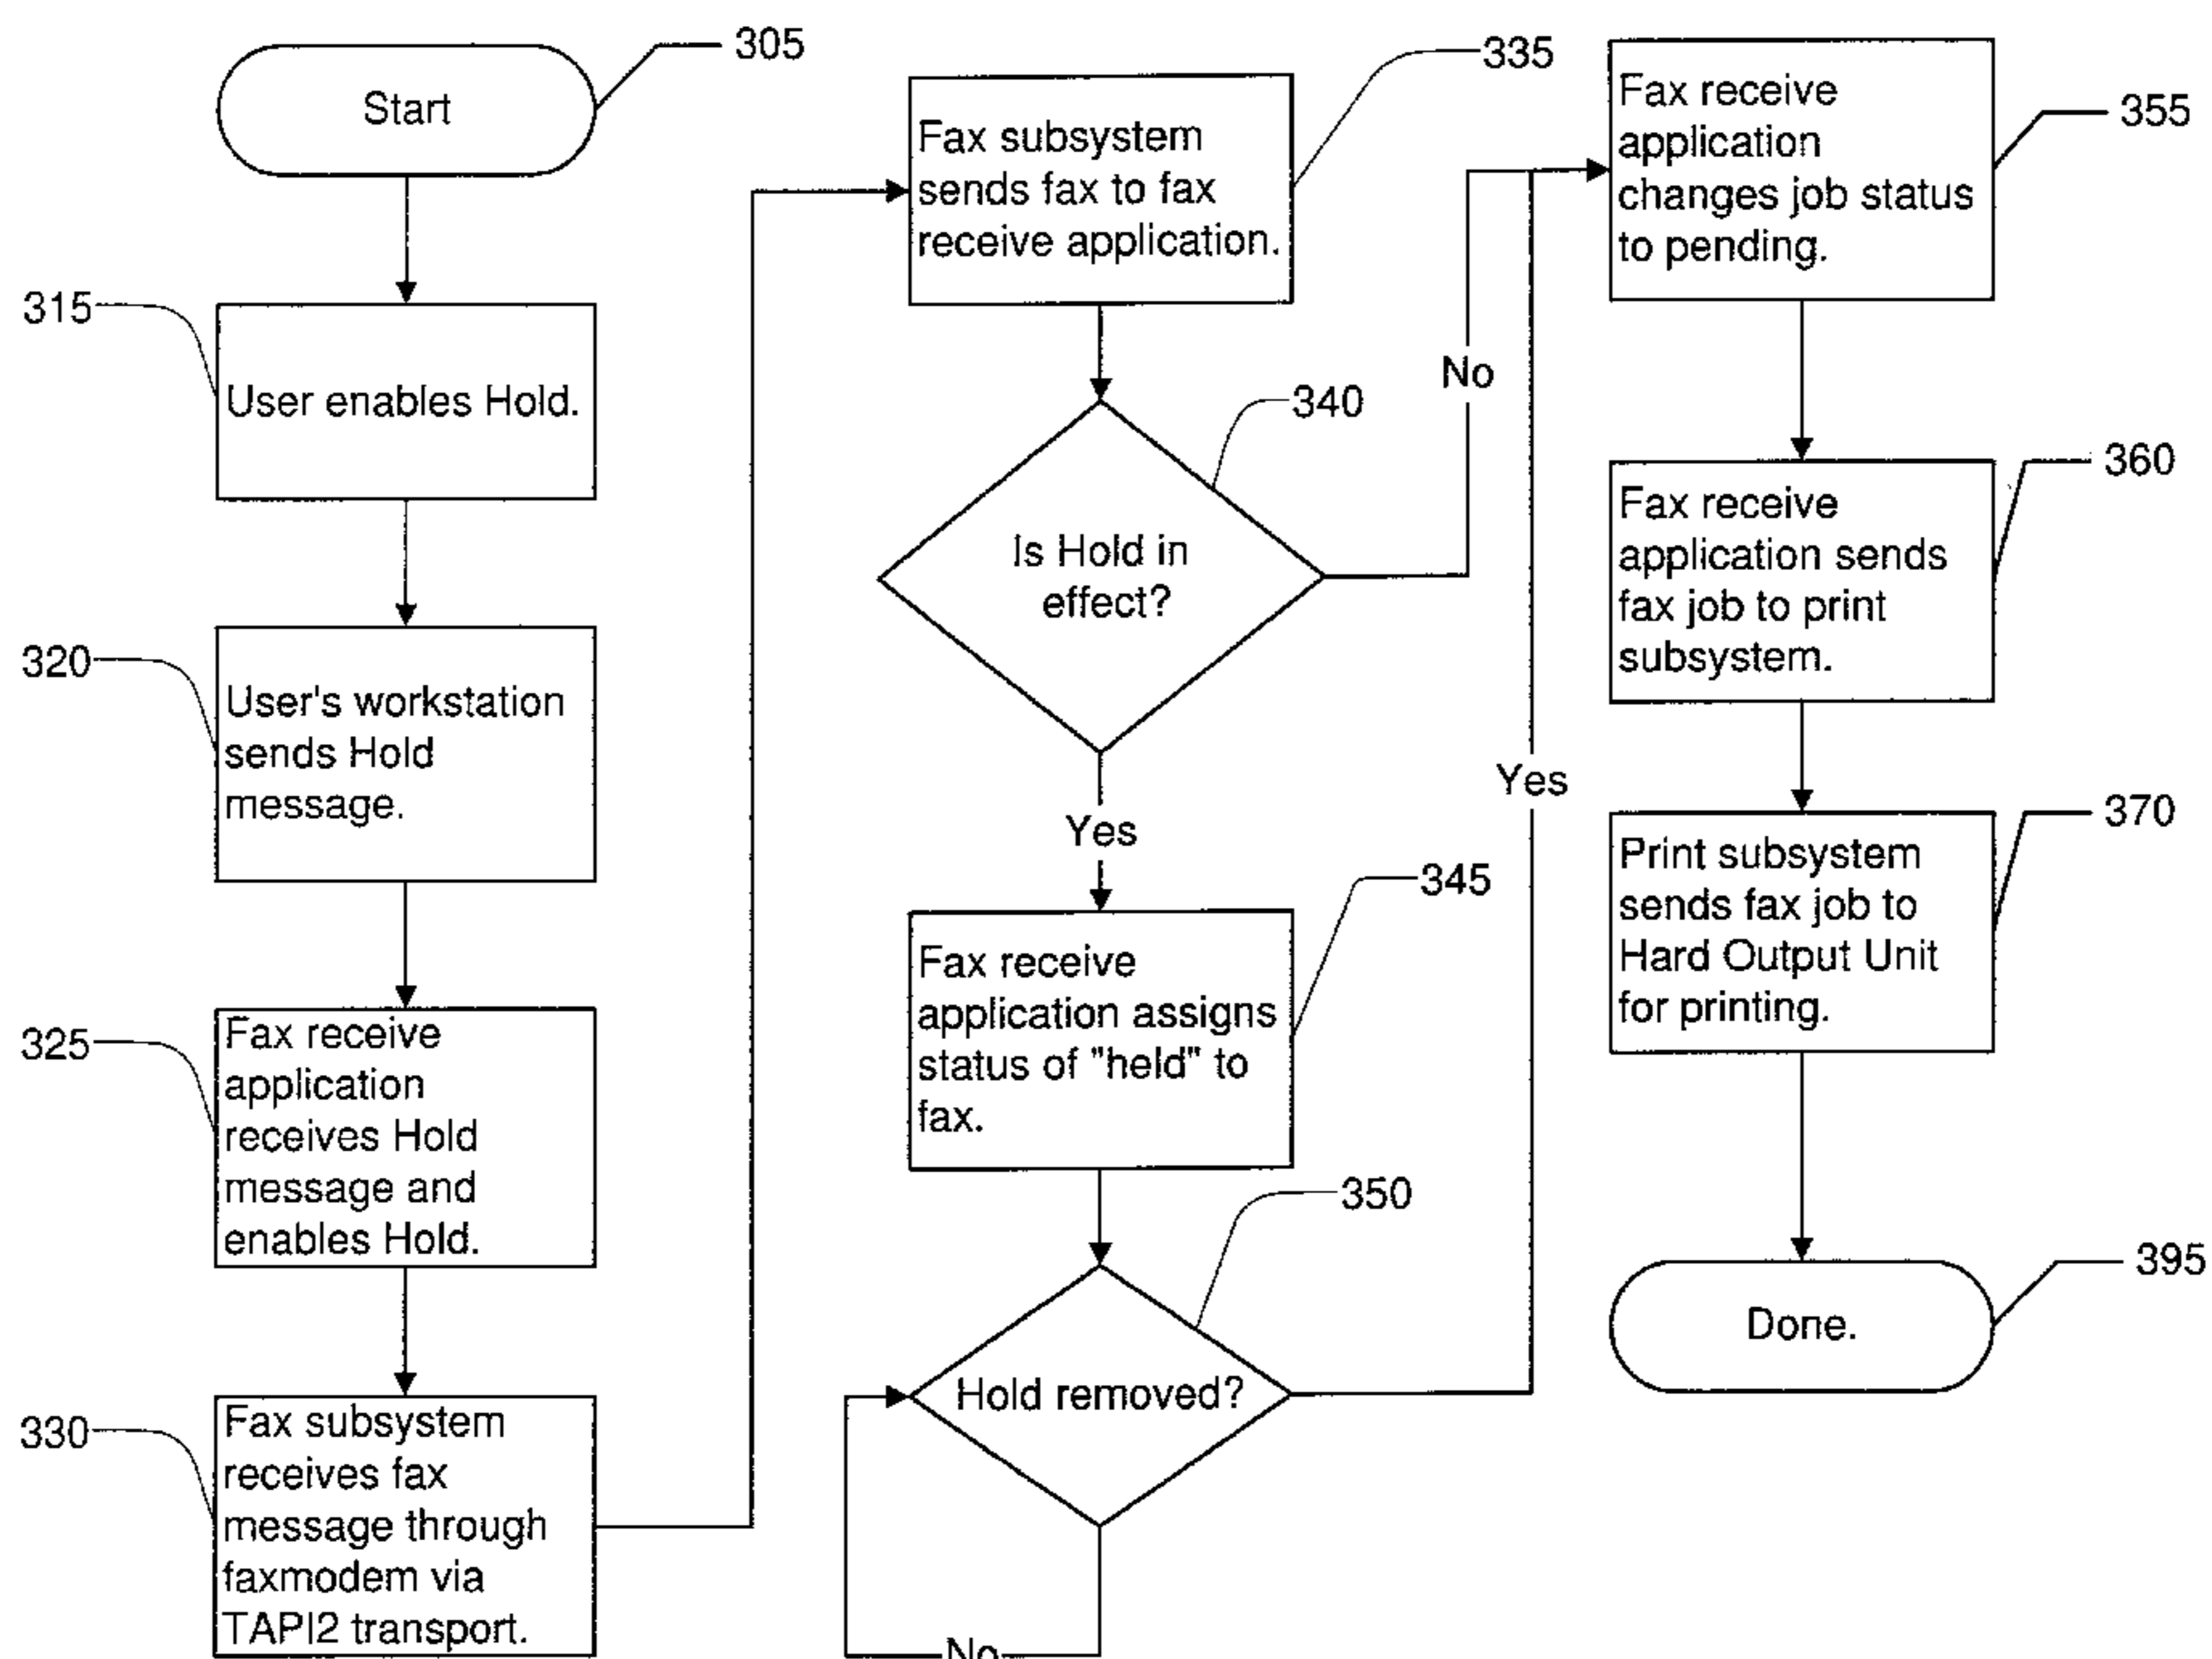 305
Start
315
User enables Hold.
320
User's workstation
sends Hold
message.
325
Fax receive
application
receives Hold
message and
enables Hold.
330
Fax subsystem
receives fax
message through
faxmodem via
TAPI2 transport.
335
Fax subsystem
sends fax to fax
receive application.
340
Is Hold in
effect?
No
Yes
345
Fax receive
application assigns
status of "held" to
fax.
350
Hold removed?
Yes
No
355
Fax receive
application
changes job status
to pending.
360
Fax receive
application sends
fax job to print
subsystem.
370
Print subsystem
sends fax job to
Hard Output Unit
for printing.
395
Done.